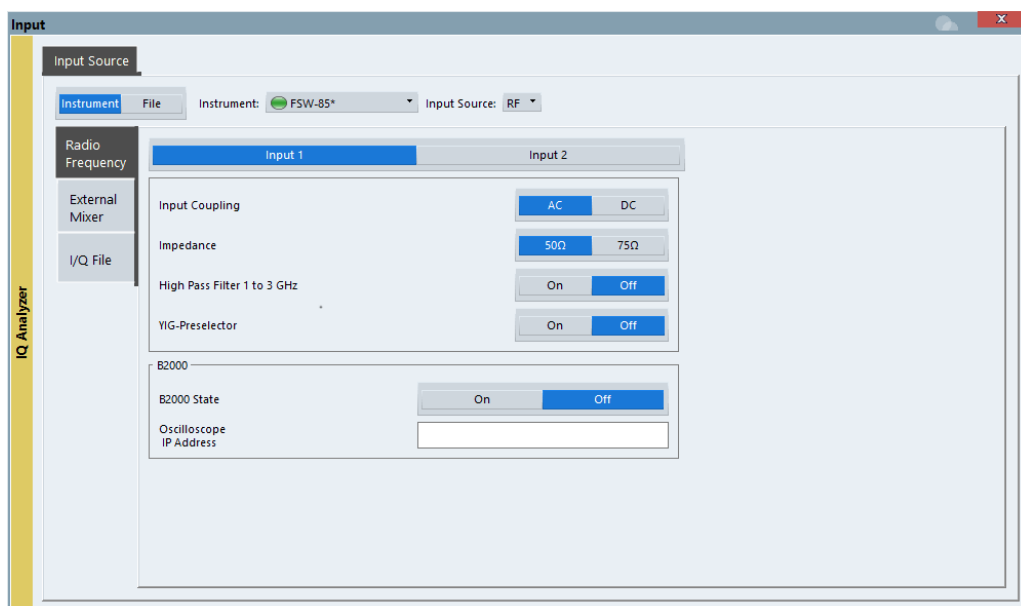 Input
Input Source
Instrument File Instrument: FSW-85* Input Source: RF
Radio
Frequency
External
Mixer
I/Q File
IQ Analyzer
Input 1 Input 2
Input Coupling AC DC
Impedance 50Ω 75Ω
High Pass Filter 1 to 3 GHz On Off
YIG-Preselector On Off
B2000
B2000 State On Off
Oscilloscope
IP Address